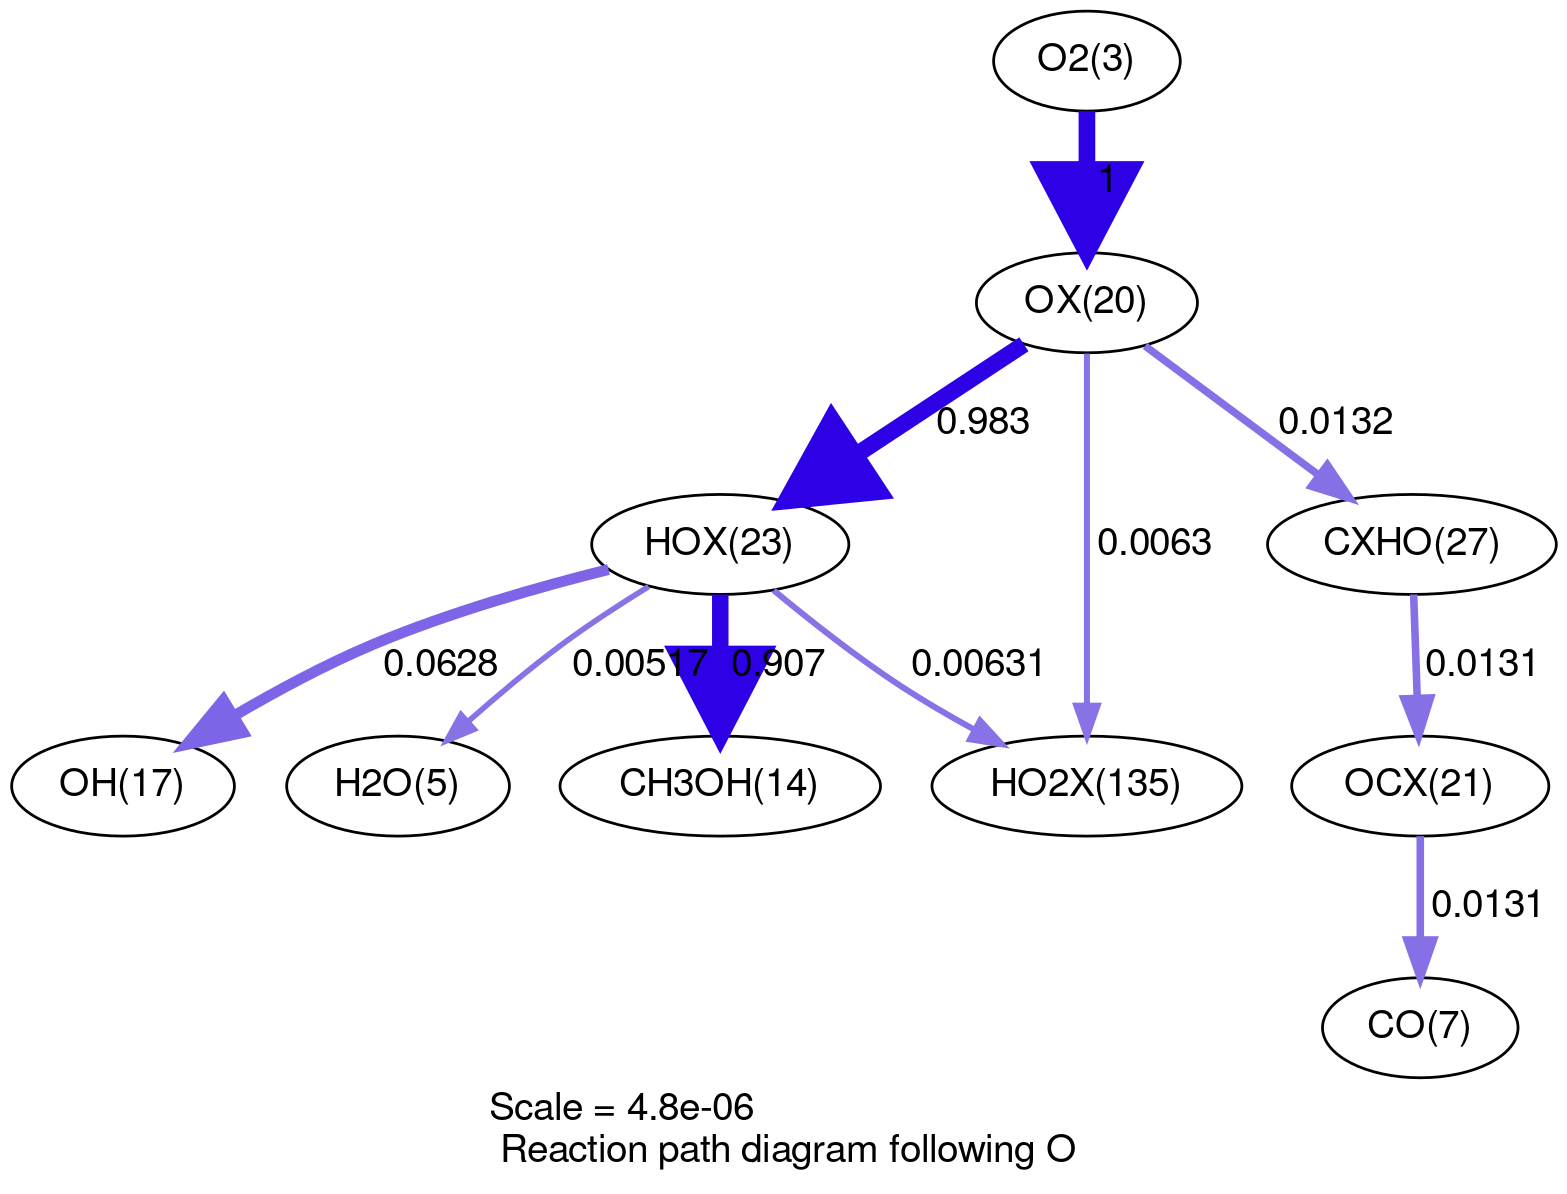 O2(3)
1
OX(20)
0.983
0.0132
HOX(23)
0.0063
CXHO(27)
0.0628
0.00517
0.907
0.00631
0.0131
OH(17)
H2O(5)
CH3OH(14)
HO2X(135)
OCX(21)
0.0131
CO(7)
Scale = 4.8e-06
Reaction path diagram following O